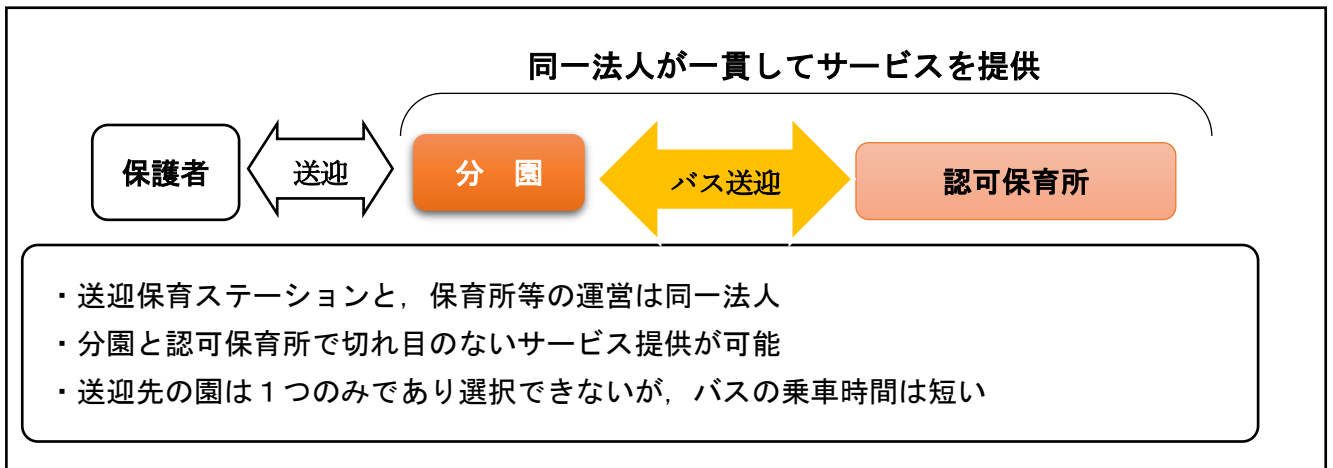 同一法人が一貫してサービスを提供
保護者
送迎
分　園
バス送迎
認可保育所
・送迎保育ステーションと，保育所等の運営は同一法人
・分園と認可保育所で切れ目のないサービス提供が可能
・送迎先の園は１つのみであり選択できないが，バスの乗車時間は短い